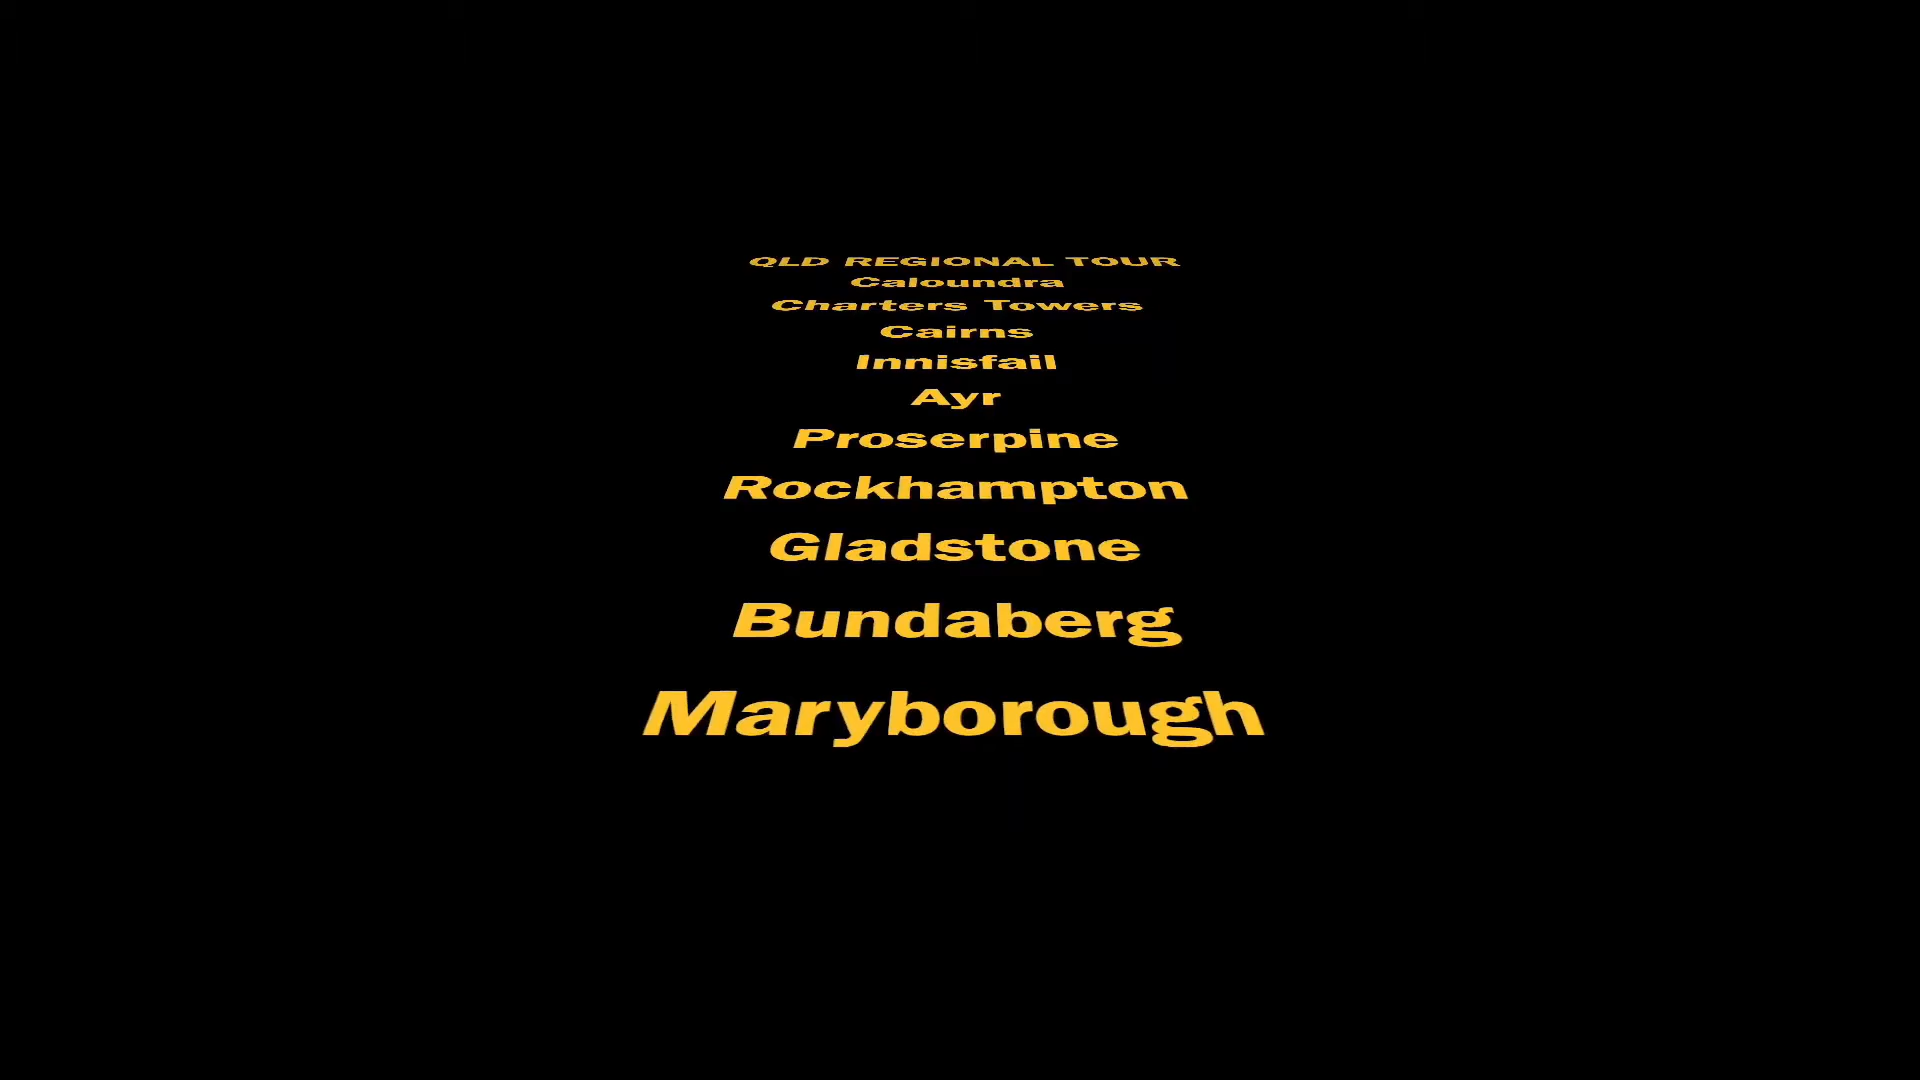 QLD REGIONAL TOUR
Caloundra
Charters Towers
Cairns
Innisfail
Ayr
Proserpine
Rockhampton
Gladstone
Bundaberg
Maryborough